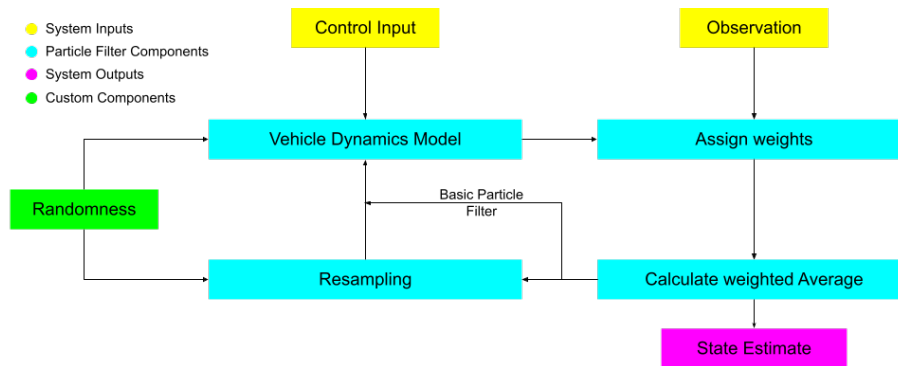 System Inputs
Particle Filter Components
System Outputs
Custom Components
Control Input
Observation
Vehicle Dynamics Model
Assign weights
Randomness
Basic Particle
Filter
Resampling
Calculate weighted Average
State Estimate